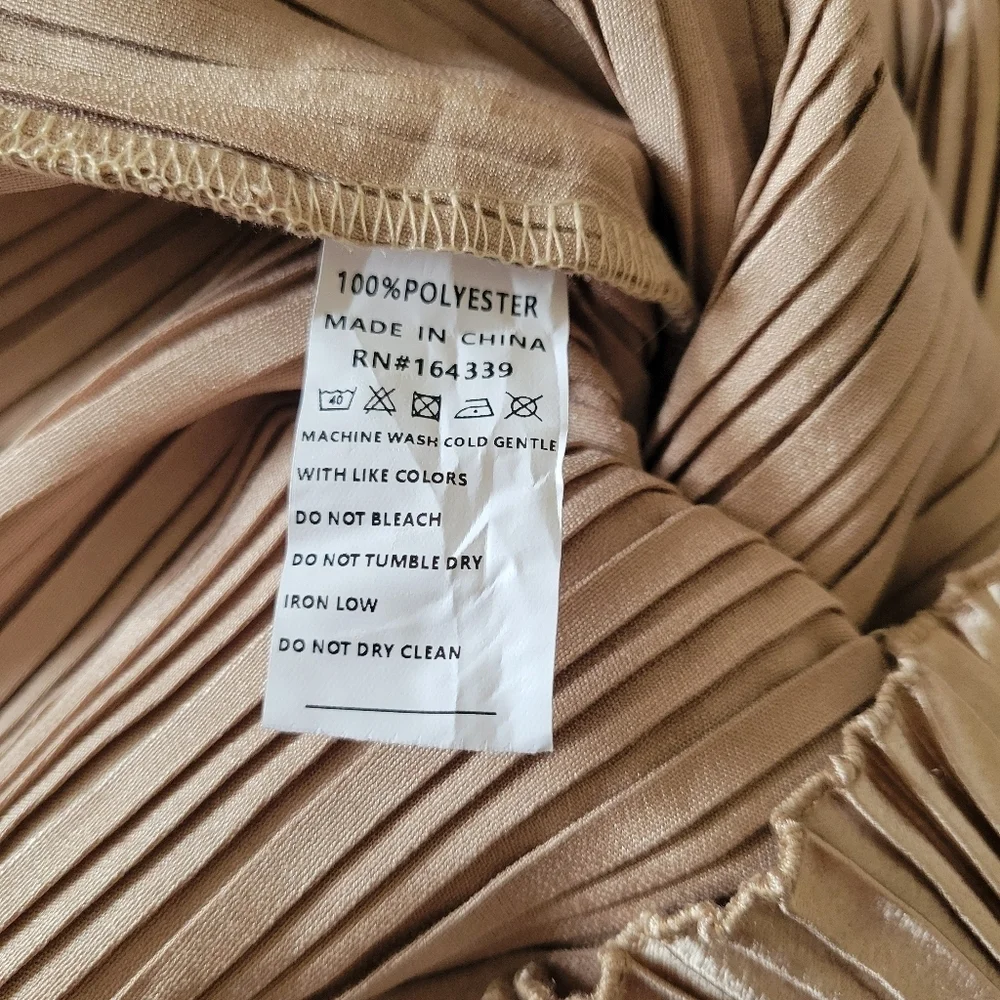 100%POLYESTER
MADE IN CHINA
RN#164339
40
MACHINE WASH COLD GENTLE
WITH LIKE COLORS
DO NOT BLEACH
DO NOT TUMBLE DRY
IRON LOW
DO NOT DRY CLEAN